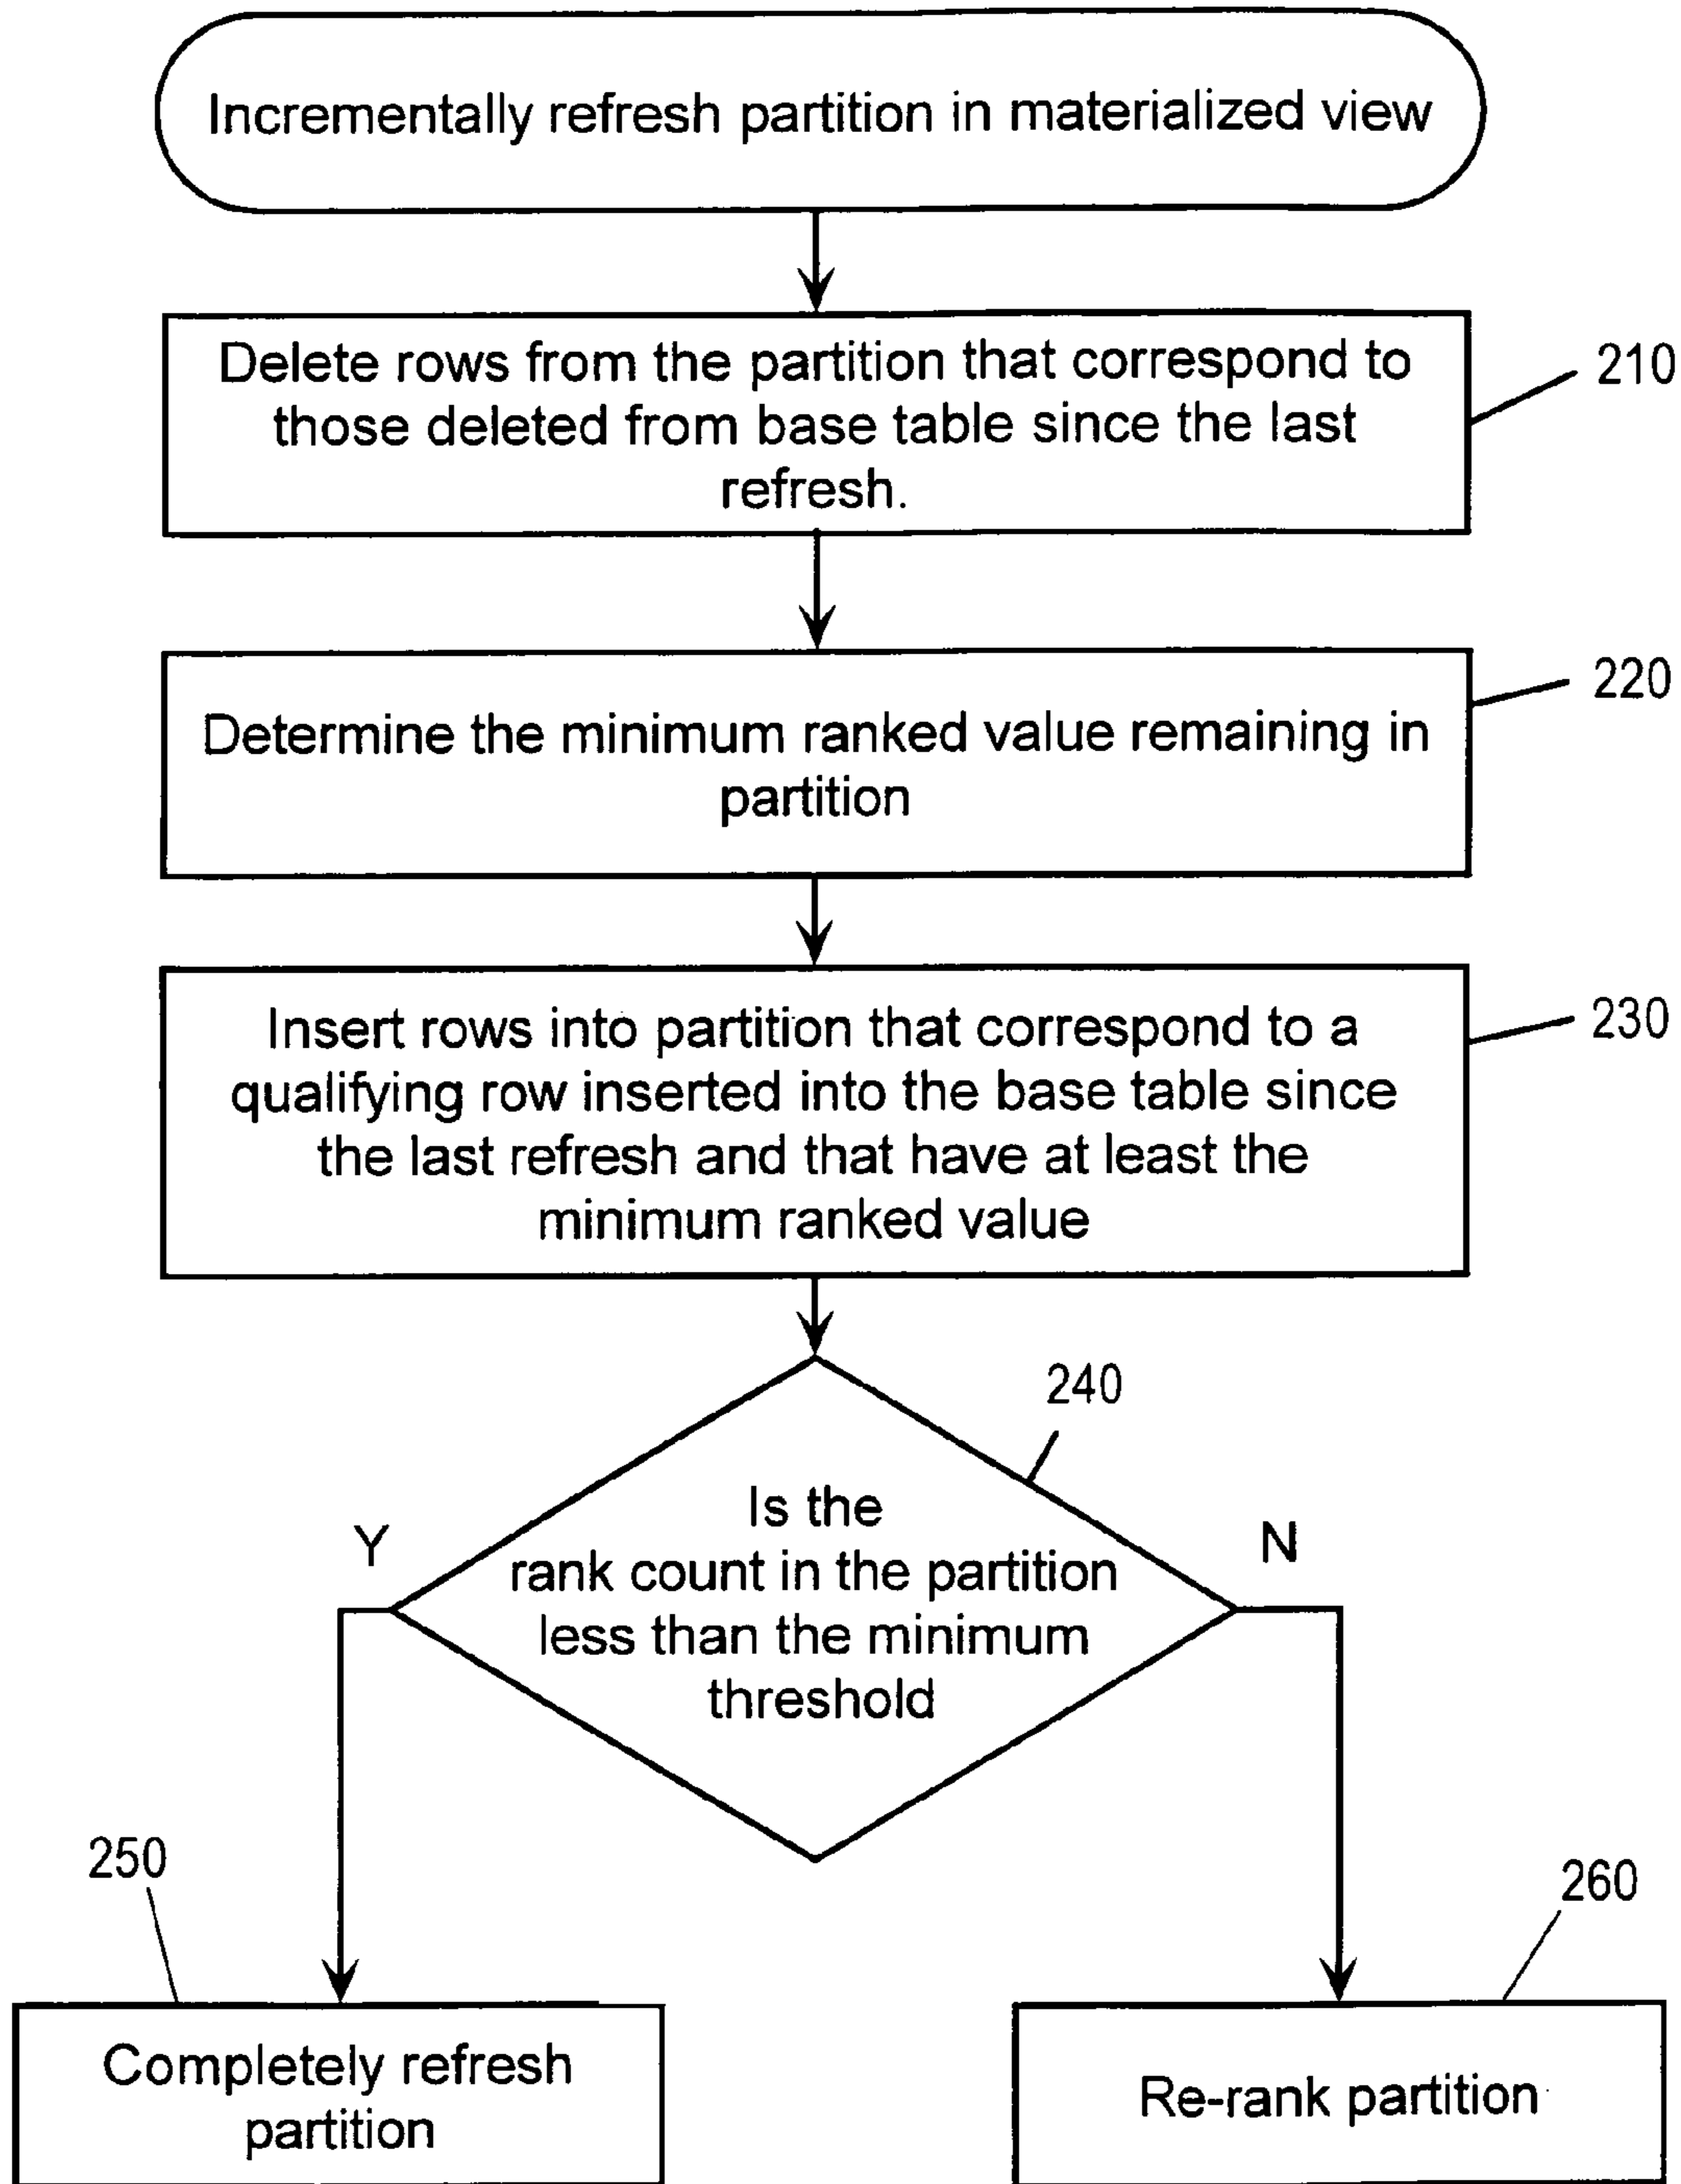 Incrementally refresh partition in materialized view
Delete rows from the partition that correspond to
those deleted from base table since the last
refresh.
210
Determine the minimum ranked value remaining in
partition
220
Insert rows into partition that correspond to a
qualifying row inserted into the base table since
the last refresh and that have at least the
minimum ranked value
230
240
Is the
rank count in the partition
less than the minimum
threshold
Y
N
250
Completely refresh
partition
260
Re-rank partition